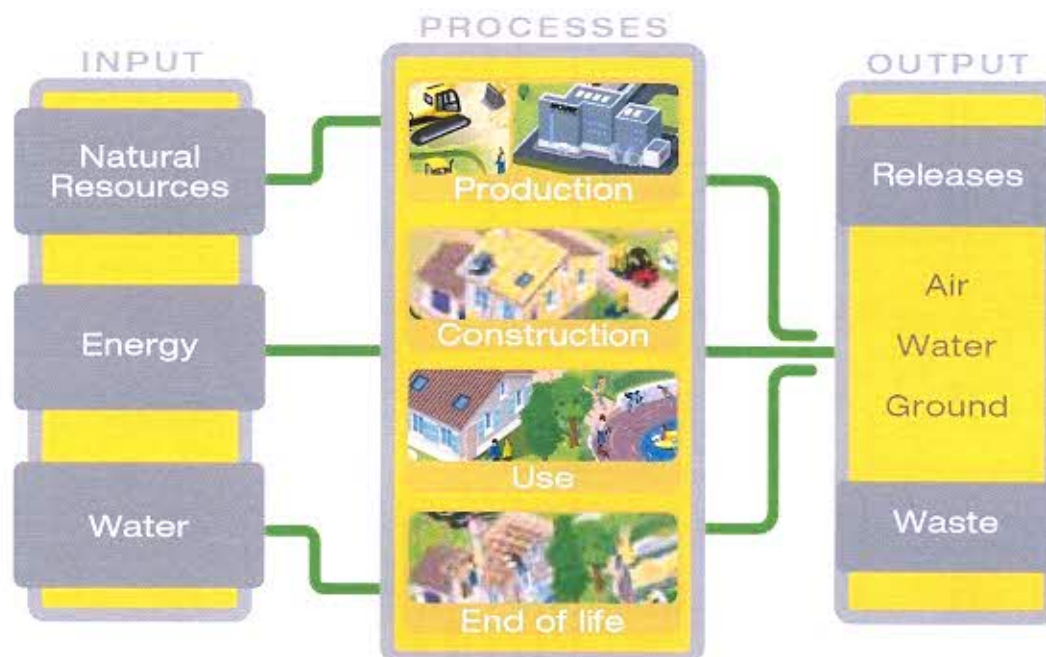 INPUT
Natural
Resources
Energy
Water
PROCESSES
Production
Construction
Use
End of life
OUTPUT
Releases
Air
Water
Ground
Waste